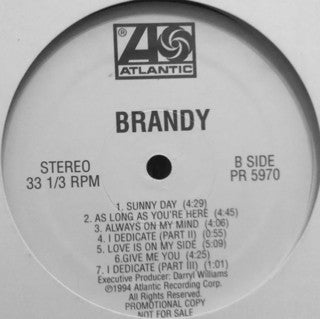 ®
ATLANTIC
BRANDY
STEREO
33 1/3 RPM
B SIDE
PR 5970
1. SUNNY DAY (4:29)
2. AS LONG AS YOU'RE HERE (4:45)
3. ALWAYS ON MY MIND (4:06)
4. I DEDICATE (PART II) (0:55)
5. LOVE IS ON MY SIDE (5:09)
6.GIVE ME YOU (4:25)
7. I DEDICATE (PART III) (1:01)
Executive Producer: Darryl Williams
©1994 Atlantic Recording Corp.
All Rights Reserved.
PROMOTIONAL COPY
NOT FOR SALE